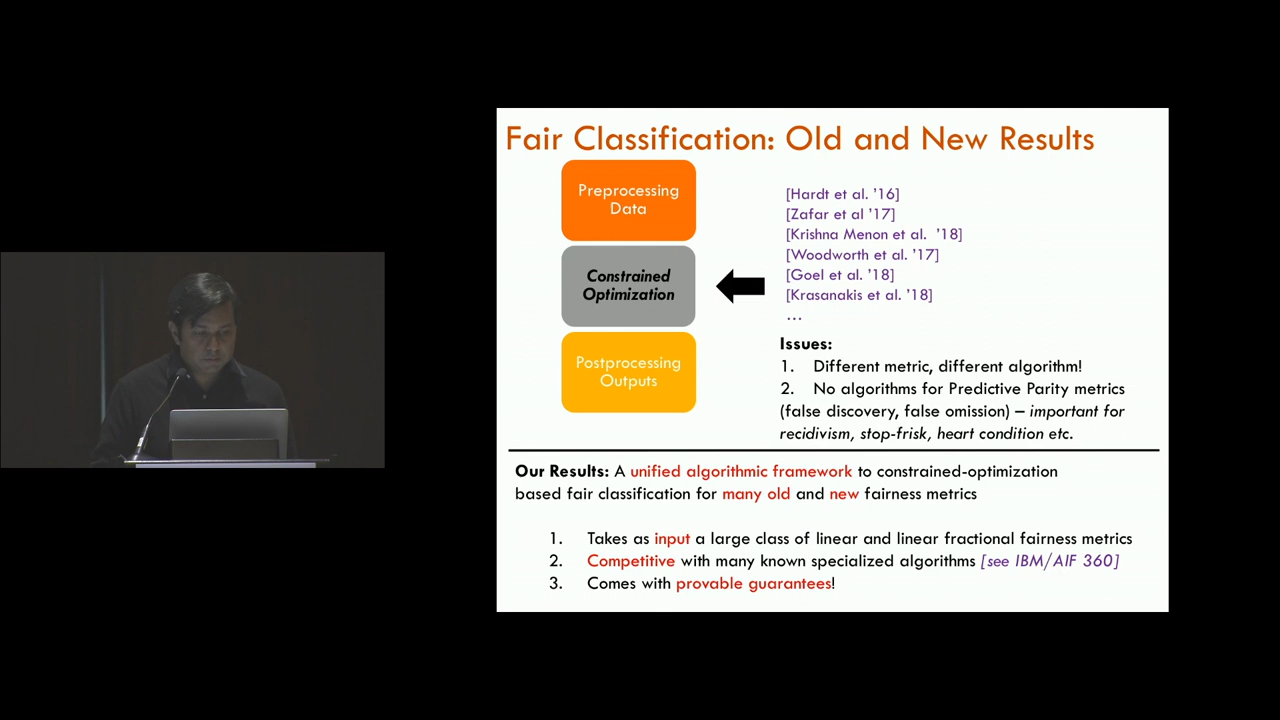 Fair Classification: Old and New Results
Preprocessing
Data
Constrained
Optimization
Postprocessing
Outputs
[Hardt et al. ’16]
[Zafar et al ’17]
[Krishna Menon et al.  ’18]
[Woodworth et al. ’17]
[Goel et al. ’18]
[Krasanakis et al. ’18]
…
Issues:
1. Different metric, different algorithm!
2. No algorithms for Predictive Parity metrics
(false discovery, false omission) – important for
recidivism, stop-frisk, heart condition etc.
Our Results: A unified algorithmic framework to constrained-optimization
based fair classification for many old and new fairness metrics
1. Takes as input a large class of linear and linear fractional fairness metrics
2. Competitive with many known specialized algorithms [see IBM/AIF 360]
3. Comes with provable guarantees!